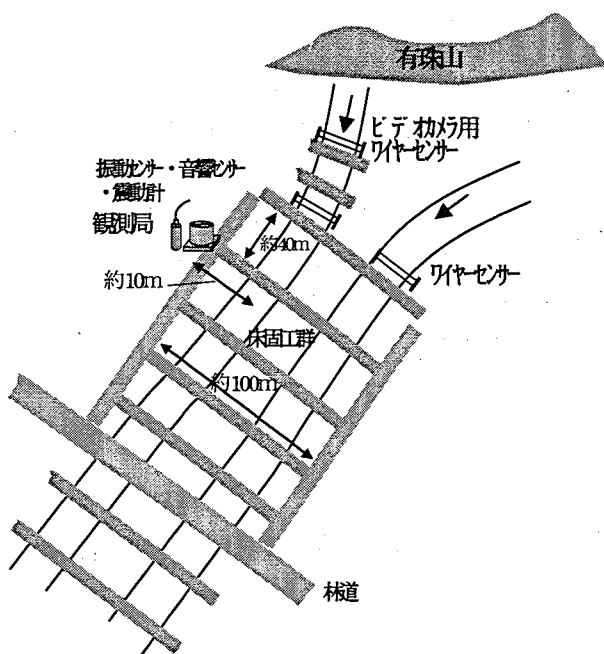 有珠山
ビデオカメラ用
ワイヤーセンサー
振動センサー・音響センサー
・震動計
観測局
約40m
ワイヤーセンサー
約10m
床固工群
約100m
林道